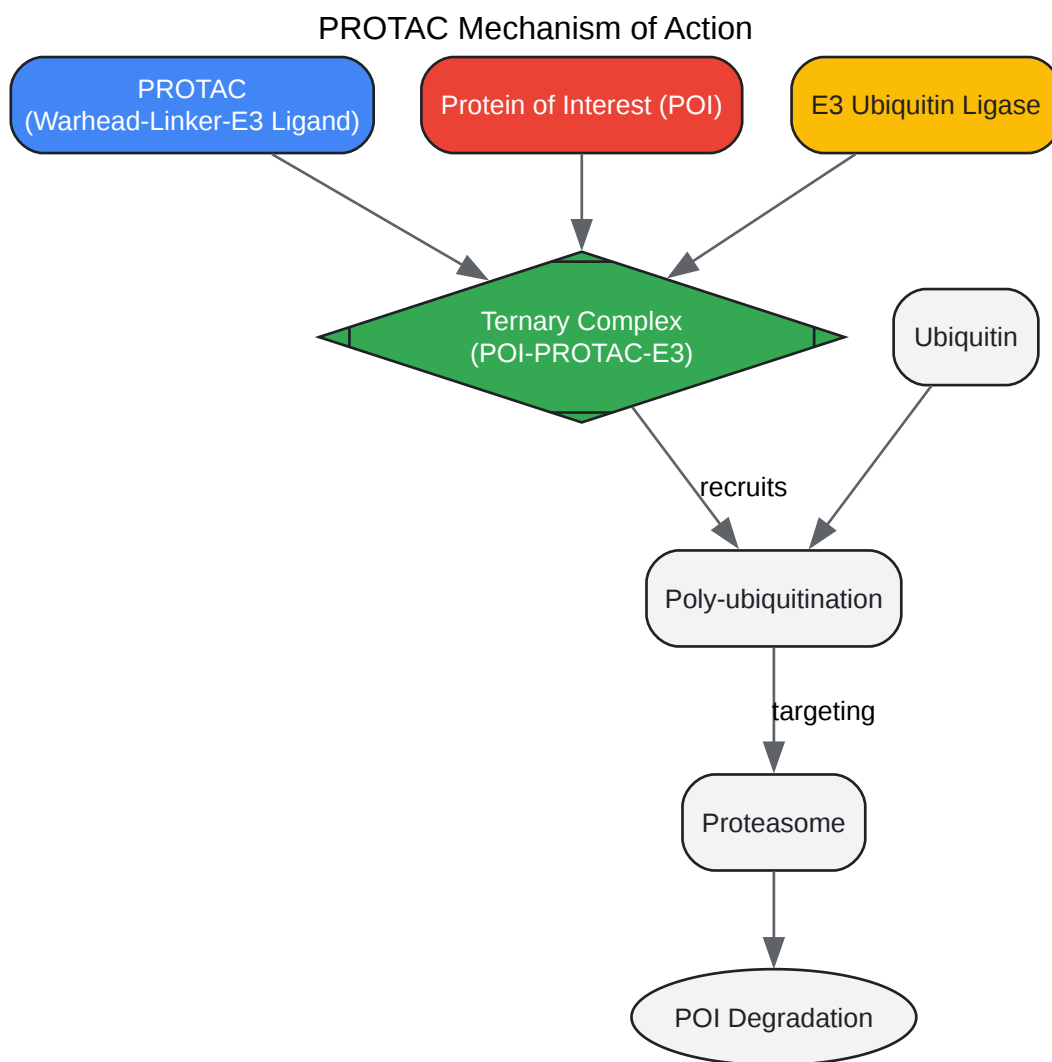 PROTAC Mechanism of Action
PROTAC
(Warhead-Linker-E3 Ligand)
Protein of Interest (POI)
E3 Ubiquitin Ligase
Ternary Complex
(POI-PROTAC-E3)
Ubiquitin
recruits
Poly-ubiquitination
targeting
Proteasome
POI Degradation